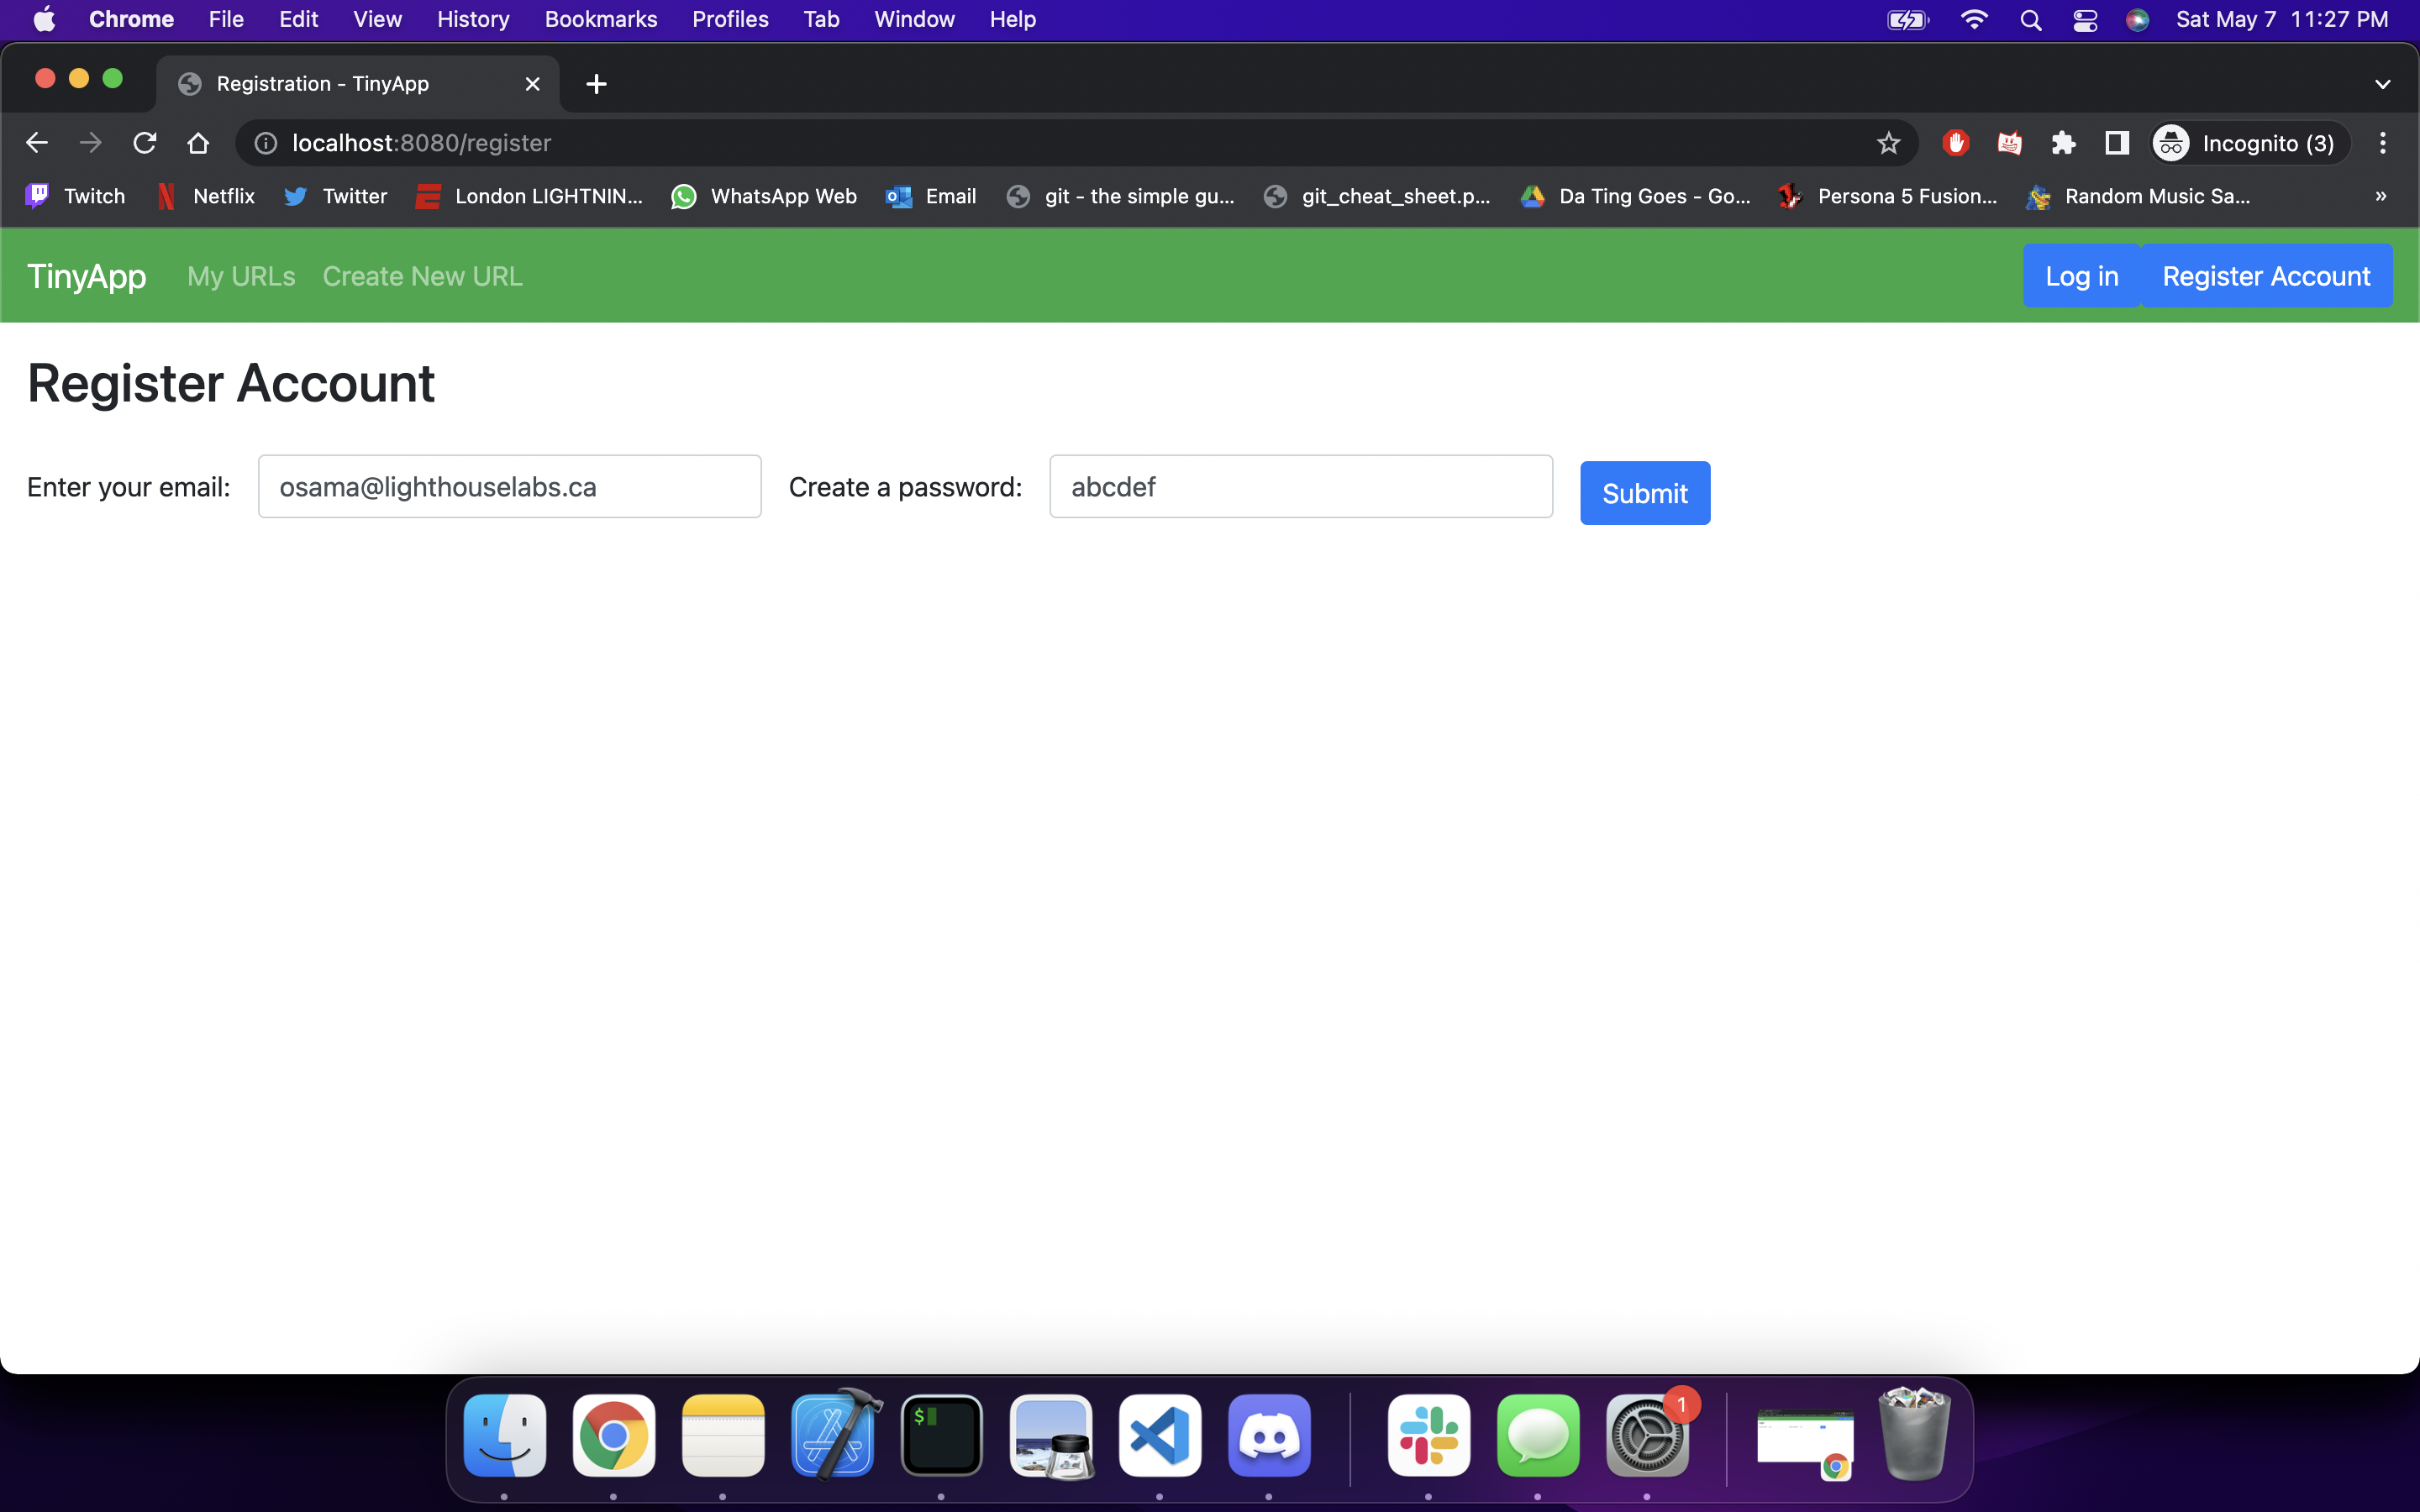 Chrome File Edit View History Bookmarks Profiles Tab Window Help Sat May 7 11:27 PM
Registration - TinyApp
localhost:8080/register Incognito (3)
Twitch Netflix Twitter London LIGHTNIN... WhatsApp Web Email git - the simple gu... git_cheat_sheet.p... Da Ting Goes - Go... Persona 5 Fusion... Random Music Sa... »
TinyApp My URLs Create New URL Log in Register Account
Register Account
Enter your email: osama@lighthouselabs.ca Create a password: abcdef Submit
$
1